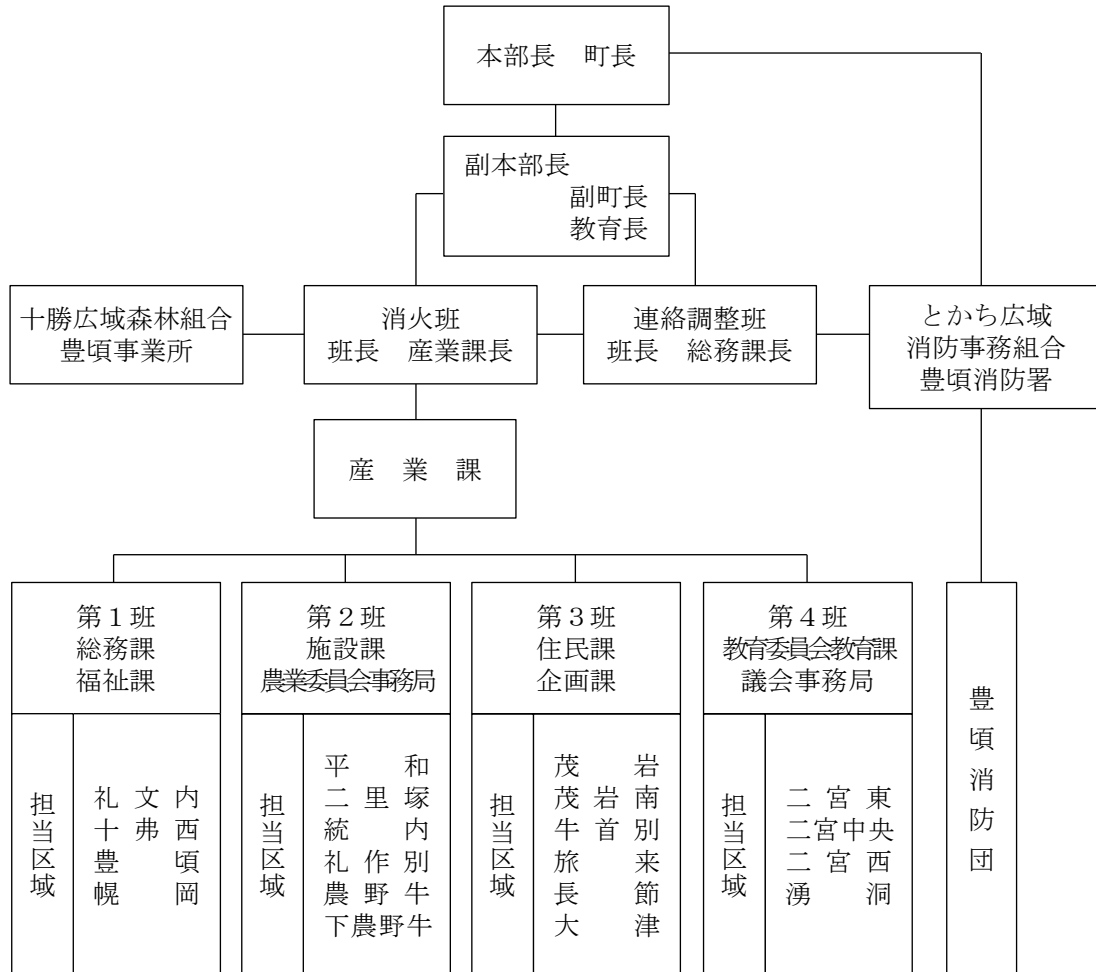 本部長　町長
副本部長
副町長
教育長
十勝広域森林組合
豊頃事業所
消火班
班長　産業課長
連絡調整班
班長　総務課長
とかち広域
消防事務組合
豊頃消防署
産　業　課
第１班
総務課
福祉課
第２班
施設課
農業委員会事務局
第３班
住民課
企画課
第４班
教育委員会教育課
議会事務局
豊頃消防団
担当区域
礼文内
十弗西
豊頃
幌岡
担当区域
平和
二里塚
統内
礼作別
農野牛
下農野牛
担当区域
茂岩
茂岩南
牛首別
旅来
長節
大津
担当区域
二宮東
二宮中央
二宮西
湧洞